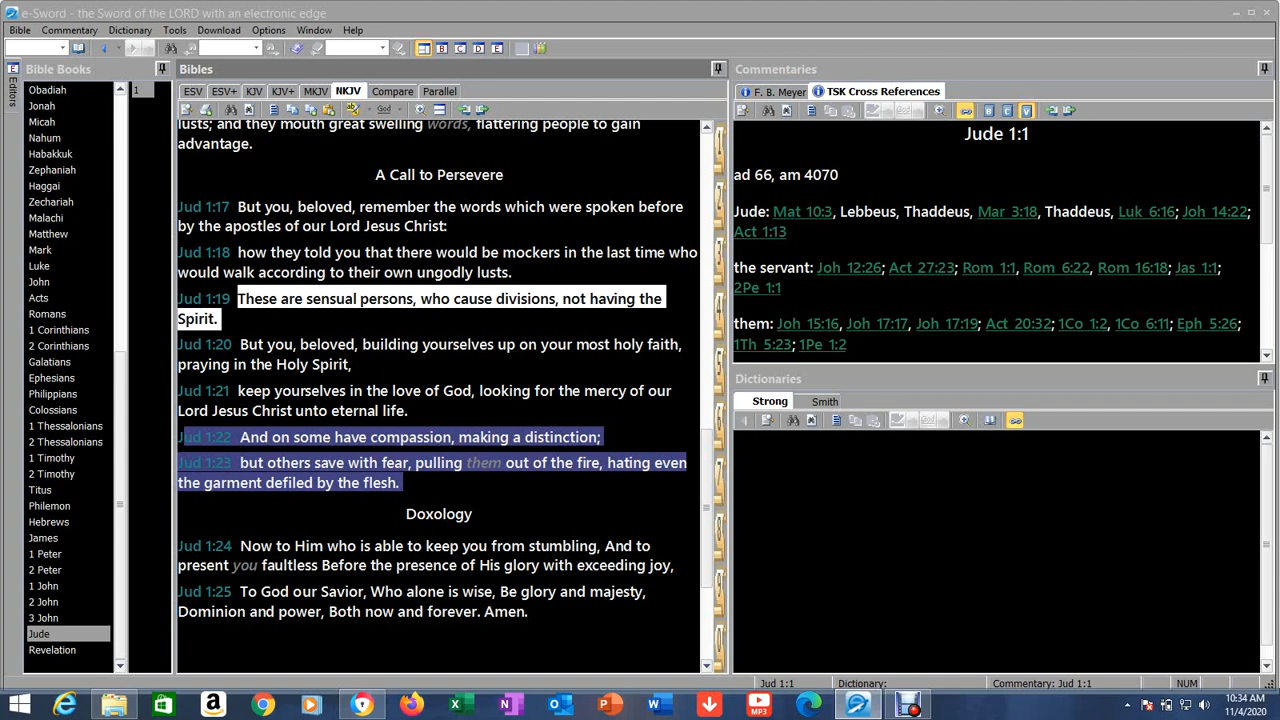 e-Sword - the Sword of the LORD with an electronic edge
Bible Commentary Dictionary Tools Download Options Window Help
B C D E
Editors
Bible Books
Obadiah
Jonah
Micah
Nahum
Habakkuk
Zephaniah
Haggai
Zechariah
Malachi
Matthew
Mark
Luke
John
Acts
Romans
1 Corinthians
2 Corinthians
Galatians
Ephesians
Philippians
Colossians
1 Thessalonians
2 Thessalonians
1 Timothy
2 Timothy
Titus
Philemon
Hebrews
James
1 Peter
2 Peter
1 John
2 John
3 John
Jude
Revelation
1
Bibles
ESV ESV+ KJV KJV+ MKJV NKJV Compare Parallel
God
lusts; and they mouth great swelling words, flattering people to gain
advantage.
A Call to Persevere
Jud 1:17 But you, beloved, remember the words which were spoken before
by the apostles of our Lord Jesus Christ:
Jud 1:18 how they told you that there would be mockers in the last time who
would walk according to their own ungodly lusts.
Jud 1:19 These are sensual persons, who cause divisions, not having the
Spirit.
Jud 1:20 But you, beloved, building yourselves up on your most holy faith,
praying in the Holy Spirit,
Jud 1:21 keep yourselves in the love of God, looking for the mercy of our
Lord Jesus Christ unto eternal life.
Jud 1:22 And on some have compassion, making a distinction;
Jud 1:23 but others save with fear, pulling them out of the fire, hating even
the garment defiled by the flesh.
Doxology
Jud 1:24 Now to Him who is able to keep you from stumbling, And to
present you faultless Before the presence of His glory with exceeding joy,
Jud 1:25 To God our Savior, Who alone is wise, Be glory and majesty,
Dominion and power, Both now and forever. Amen.
Commentaries
F. B. Meyer TSK Cross References
God B C V
Jude 1:1
ad 66, am 4070
Jude: Mat 10:3, Lebbeus, Thaddeus, Mar 3:18, Thaddeus, Luk 6:16; Joh 14:22;
Act 1:13
the servant: Joh 12:26; Act 27:23; Rom 1:1, Rom 6:22, Rom 16:18; Jas 1:1;
2Pe 1:1
them: Joh 15:16, Joh 17:17, Joh 17:19; Act 20:32; 1Co 1:2, 1Co 6:11; Eph 5:26;
1Th 5:23; 1Pe 1:2
Dictionaries
Strong Smith
God
Jud 1:1 Dictionary: Commentary: Jud 1:1 NUM
MP3
10:34 AM
11/4/2020